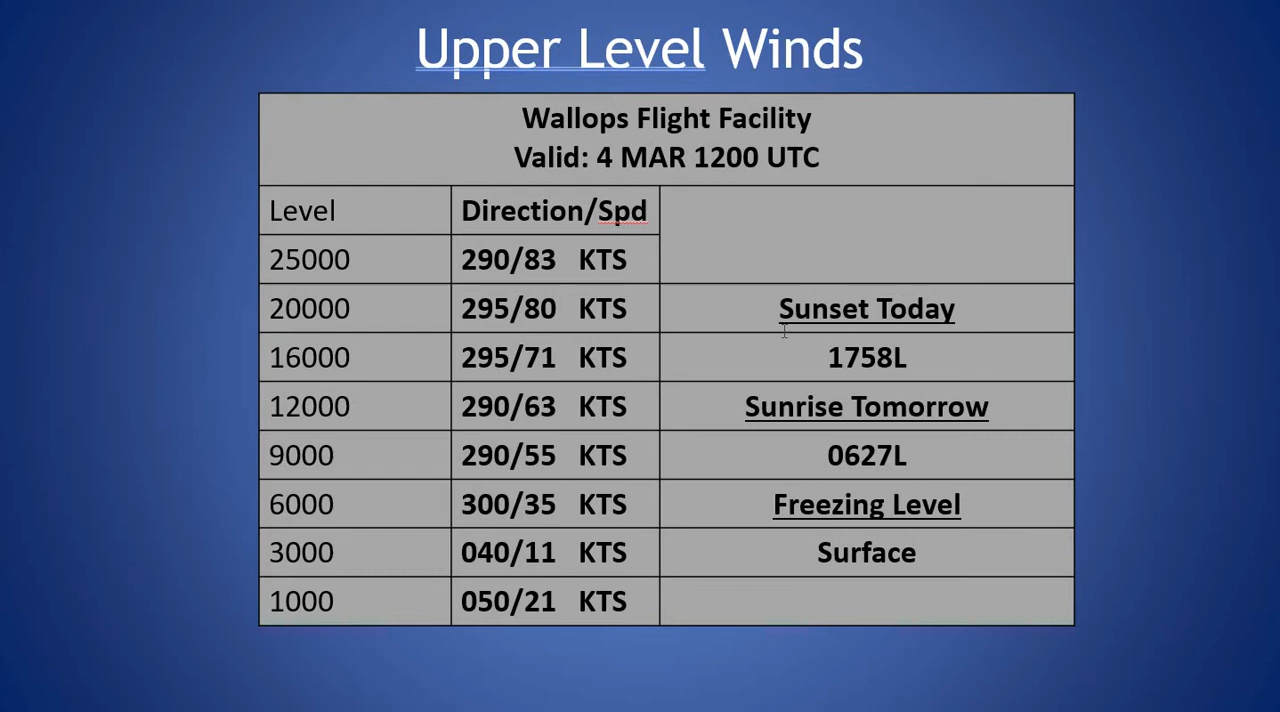 Upper Level Winds
Wallops Flight Facility
Valid: 4 MAR 1200 UTC
Level Direction/Spd
25000 290/83 KTS
20000 295/80 KTS Sunset Today
16000 295/71 KTS 1758L
12000 290/63 KTS Sunrise Tomorrow
9000 290/55 KTS 0627L
6000 300/35 KTS Freezing Level
3000 040/11 KTS Surface
1000 050/21 KTS